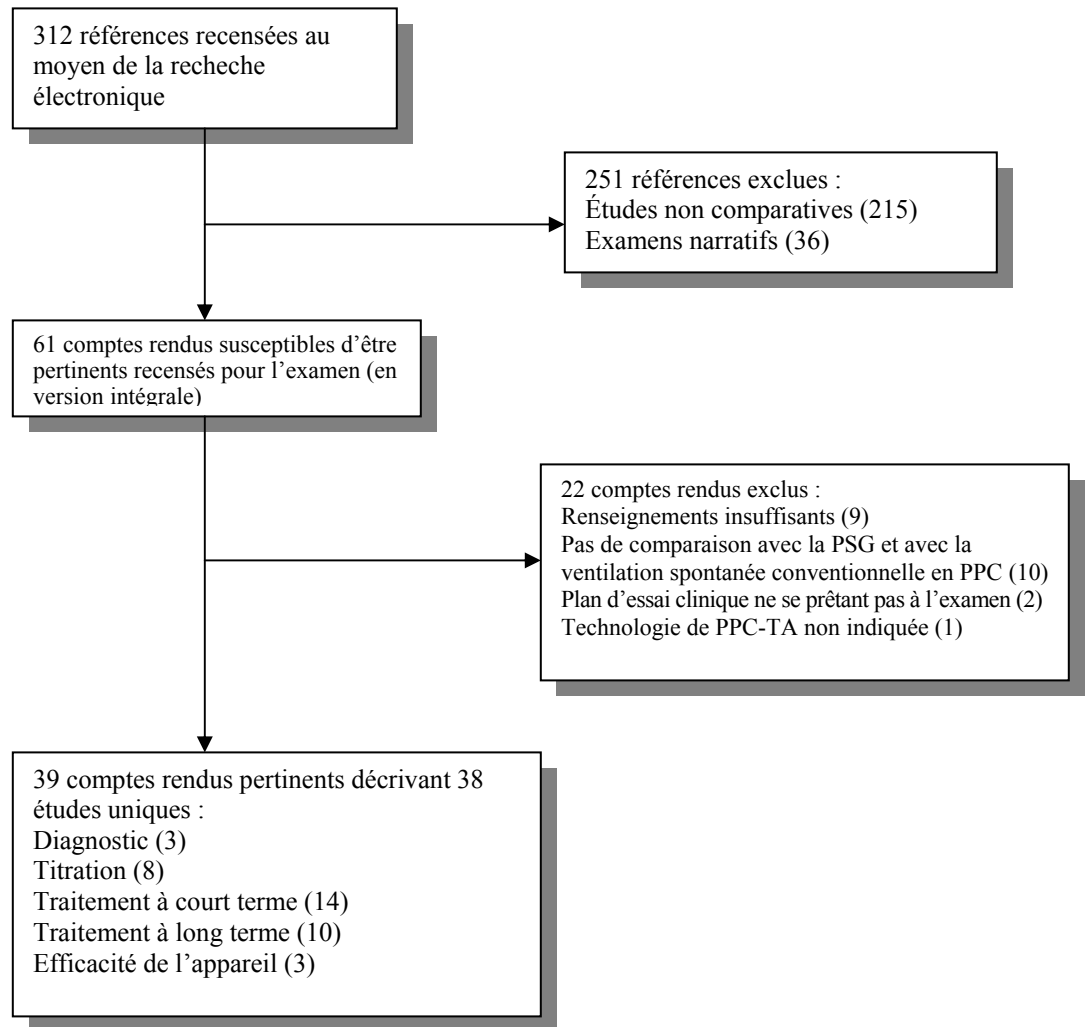 312 références recensées au
moyen de la recheche
électronique
251 références exclues :
Études non comparatives (215)
Examens narratifs (36)
61 comptes rendus susceptibles d’être
pertinents recensés pour l’examen (en
version intégrale)
22 comptes rendus exclus :
Renseignements insuffisants (9)
Pas de comparaison avec la PSG et avec la
ventilation spontanée conventionnelle en PPC (10)
Plan d’essai clinique ne se prêtant pas à l’examen (2)
Technologie de PPC-TA non indiquée (1)
39 comptes rendus pertinents décrivant 38
études uniques :
Diagnostic (3)
Titration (8)
Traitement à court terme (14)
Traitement à long terme (10)
Efficacité de l’appareil (3)